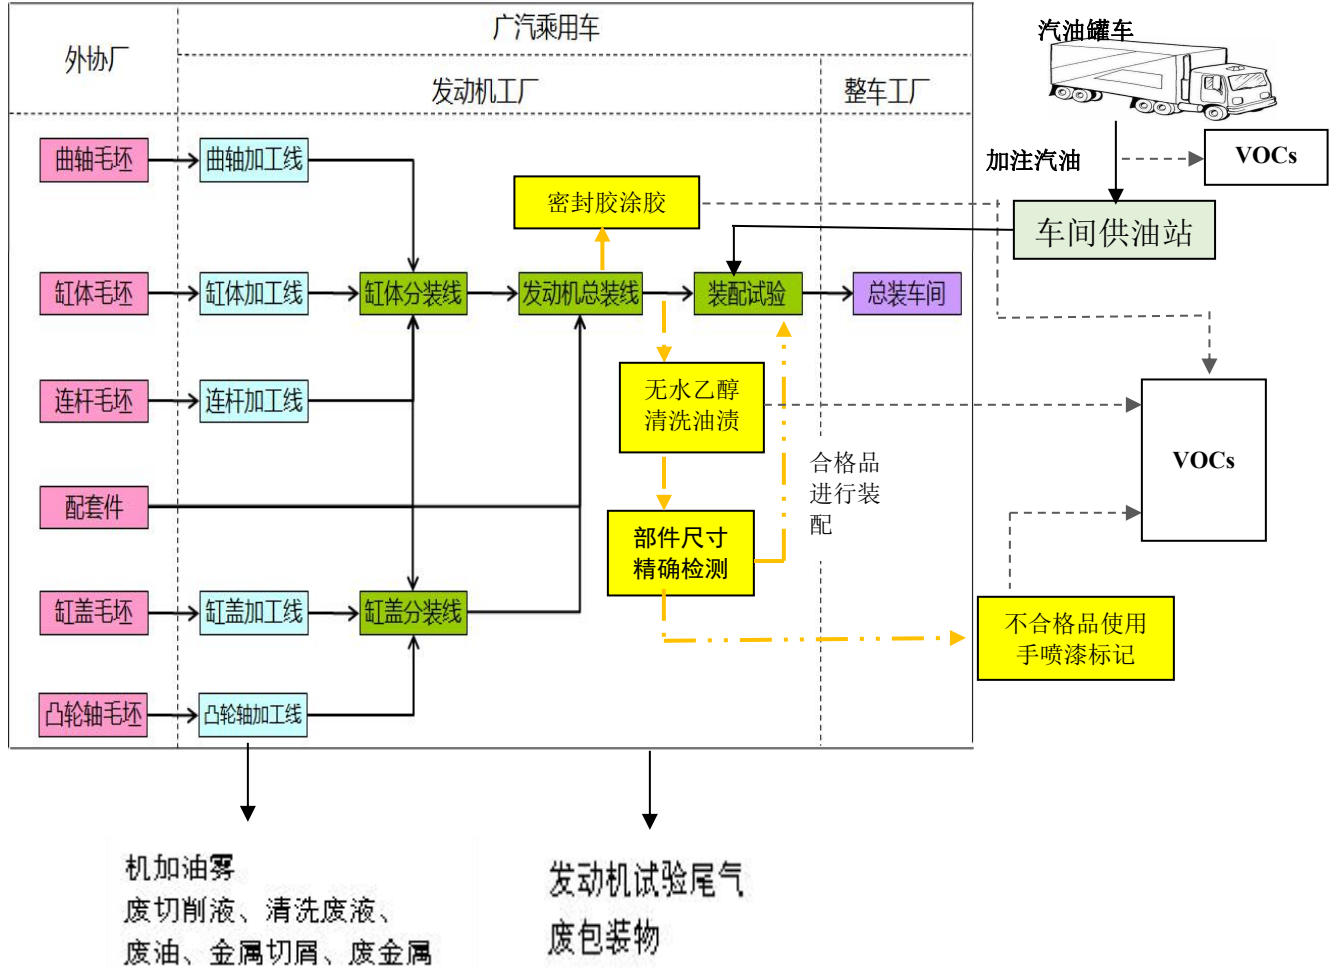 广汽乘用车
汽油罐车
外协厂
发动机工厂
整车工厂
曲轴毛坯
曲轴加工线
加注汽油
VOCs
密封胶涂胶
车间供油站
缸体毛坯
缸体加工线
缸体分装线
发动机总装线
装配试验
总装车间
连杆毛坯
连杆加工线
无水乙醇
清洗油渍
VOCs
合格品
进行装
配
配套件
部件尺寸
精确检测
缸盖毛坯
缸盖加工线
缸盖分装线
不合格品使用
手喷漆标记
凸轮轴毛坯
凸轮轴加工线
机加油雾
废切削液、清洗废液、
废油、金属切屑、废金属
发动机试验尾气
废包装物